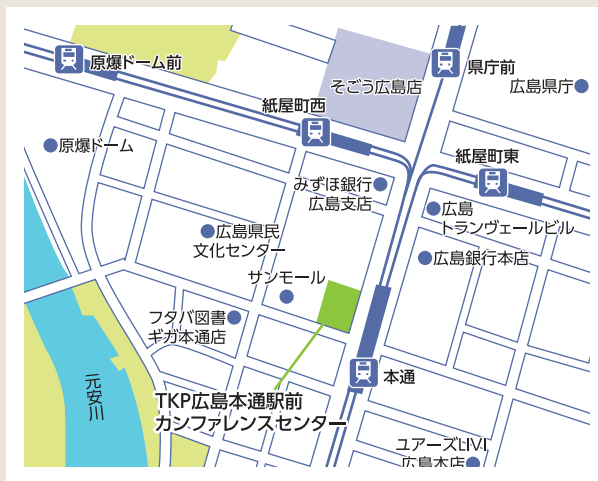 原爆ドーム前
そごう広島店
県庁前
広島県庁
紙屋町西
原爆ドーム
紙屋町東
みずほ銀行
広島支店
広島
トランヴェールビル
広島県民
文化センター
広島銀行本店
サンモール
フタバ図書
ギガ本通店
本通
元安川
TKP広島本通駅前
カンファレンスセンター
ユアーズLIVI
広島本店